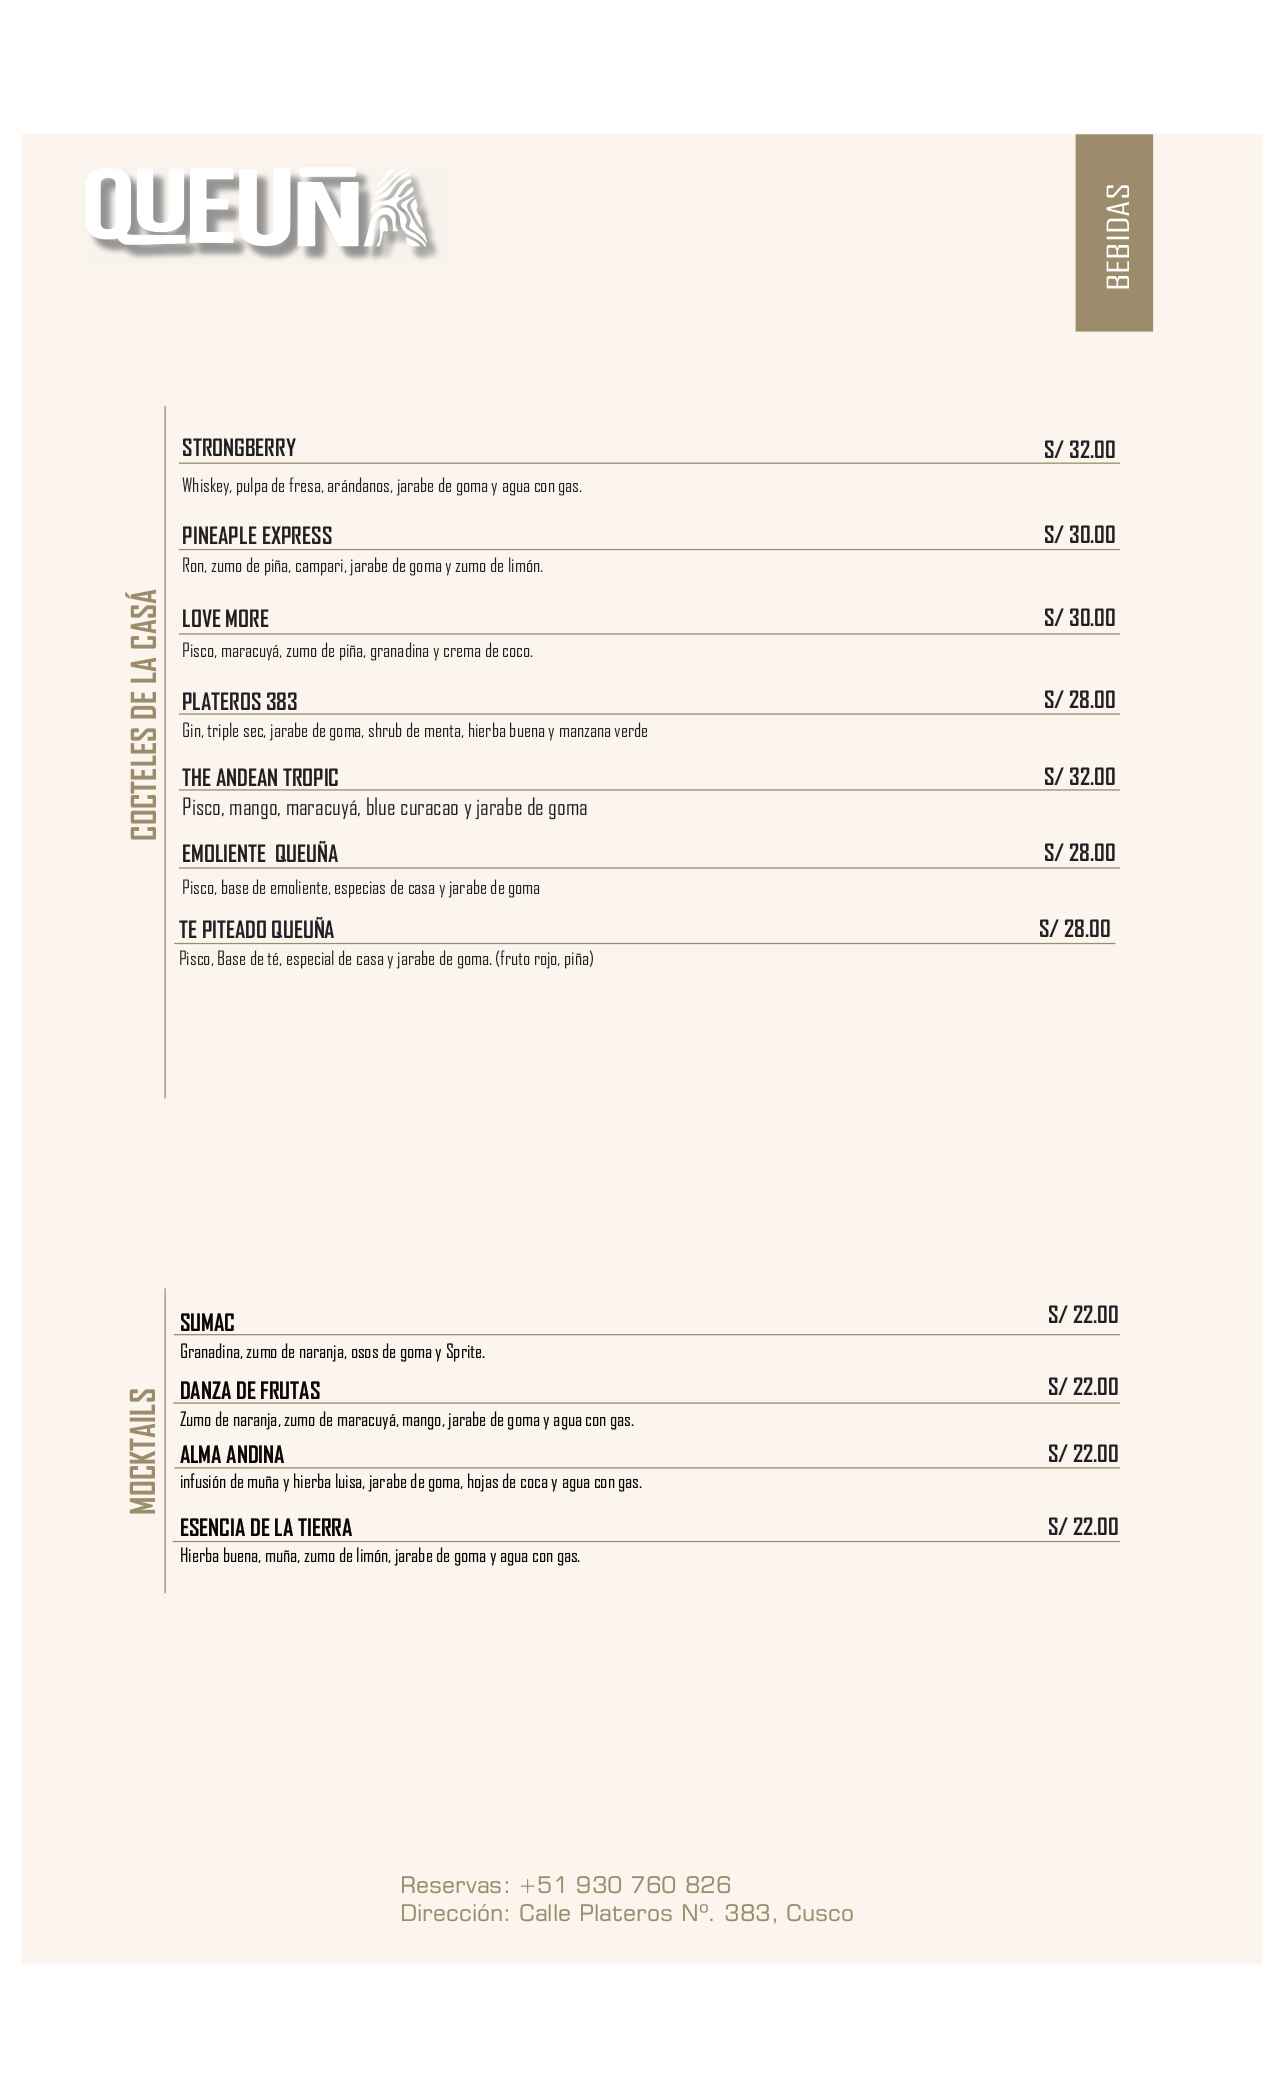 QUEUÑA
BEBIDAS
COCTELES DE LA CASÁ
STRONGBERRY S/ 32.00
Whiskey, pulpa de fresa, arándanos, jarabe de goma y agua con gas.
PINEAPLE EXPRESS S/ 30.00
Ron, zumo de piña, campari, jarabe de goma y zumo de limón.
LOVE MORE S/ 30.00
Pisco, maracuyá, zumo de piña, granadina y crema de coco.
PLATEROS 383 S/ 28.00
Gin, triple sec, jarabe de goma, shrub de menta, hierba buena y manzana verde
THE ANDEAN TROPIC S/ 32.00
Pisco, mango, maracuyá, blue curacao y jarabe de goma
EMOLIENTE QUEUÑA S/ 28.00
Pisco, base de emoliente, especias de casa y jarabe de goma
TE PITEADO QUEUÑA S/ 28.00
Pisco, Base de té, especial de casa y jarabe de goma. (fruto rojo, piña)
MOCKTAILS
SUMAC S/ 22.00
Granadina, zumo de naranja, osos de goma y Sprite.
DANZA DE FRUTAS S/ 22.00
Zumo de naranja, zumo de maracuyá, mango, jarabe de goma y agua con gas.
ALMA ANDINA S/ 22.00
infusión de muña y hierba luisa, jarabe de goma, hojas de coca y agua con gas.
ESENCIA DE LA TIERRA S/ 22.00
Hierba buena, muña, zumo de limón, jarabe de goma y agua con gas.
Reservas: +51 930 760 826
Dirección: Calle Plateros Nº. 383, Cusco